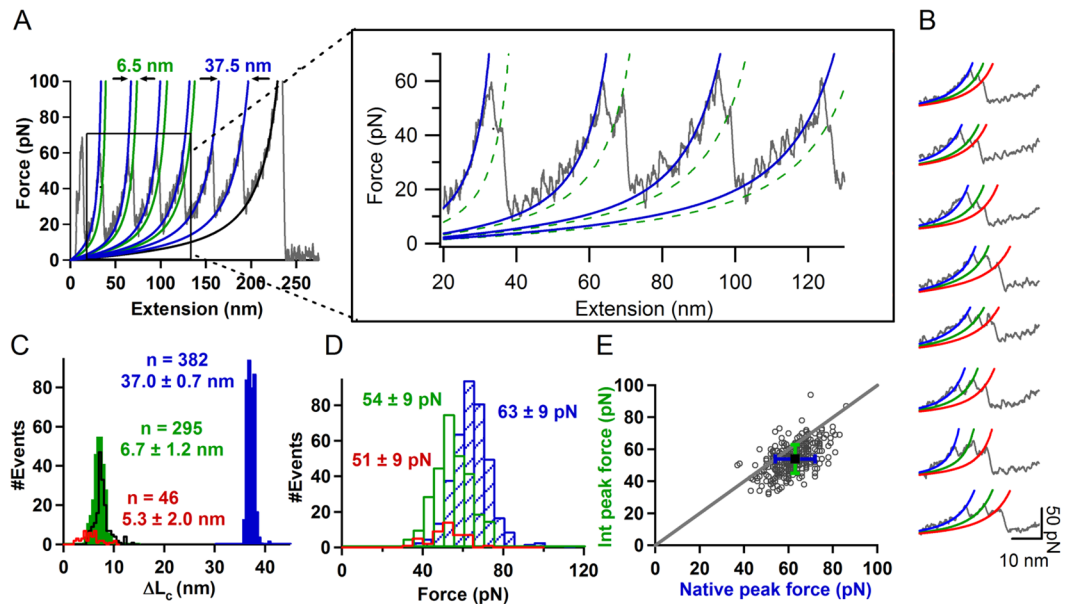 A
6.5 nm
37.5 nm
100
80
60
40
20
0
Force (pN)
0 50 100 150 200 250
Extension (nm)
60
40
20
0
Force (pN)
20 40 60 80 100 120
Extension (nm)
B
50 pN
10 nm
C
n = 382
37.0 ± 0.7 nm
n = 295
6.7 ± 1.2 nm
n = 46
5.3 ± 2.0 nm
80
60
40
20
0
#Events
0 10 20 30 40
ΔLc (nm)
D
54 ± 9 pN
63 ± 9 pN
51 ± 9 pN
80
60
40
20
0
#Events
0 40 80 120
Force (pN)
E
100
80
60
40
20
0
Int peak force (pN)
0 20 40 60 80 100
Native peak force (pN)